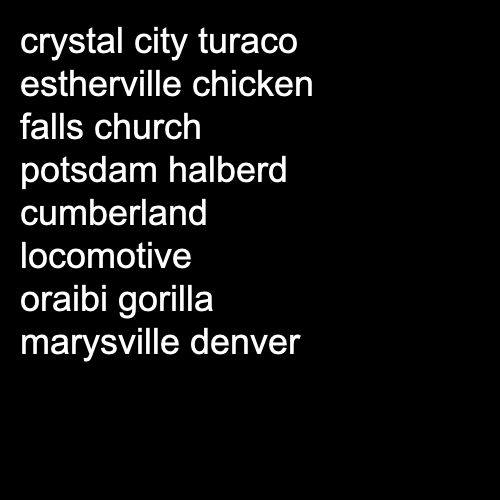 crystal city turaco
estherville chicken
falls church
potsdam halberd
cumberland
locomotive
oraibi gorilla
marysville denver